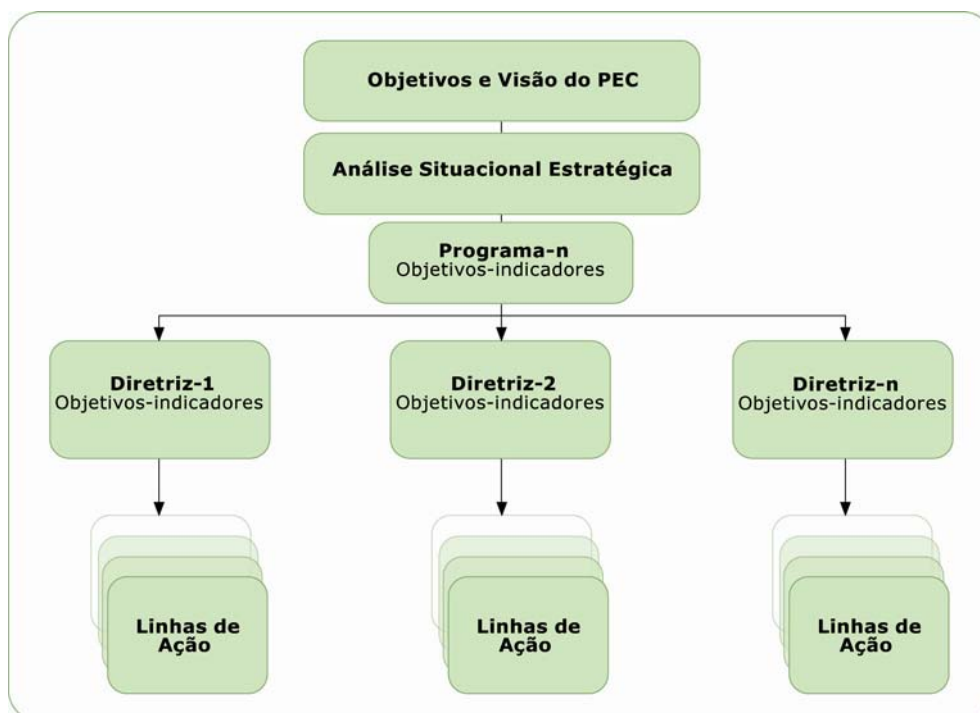 Objetivos e Visão do PEC
Análise Situacional Estratégica
Programa-n
Objetivos-indicadores
Diretriz-1
Objetivos-indicadores
Diretriz-2
Objetivos-indicadores
Diretriz-n
Objetivos-indicadores
Linhas de
Ação
Linhas de
Ação
Linhas de
Ação